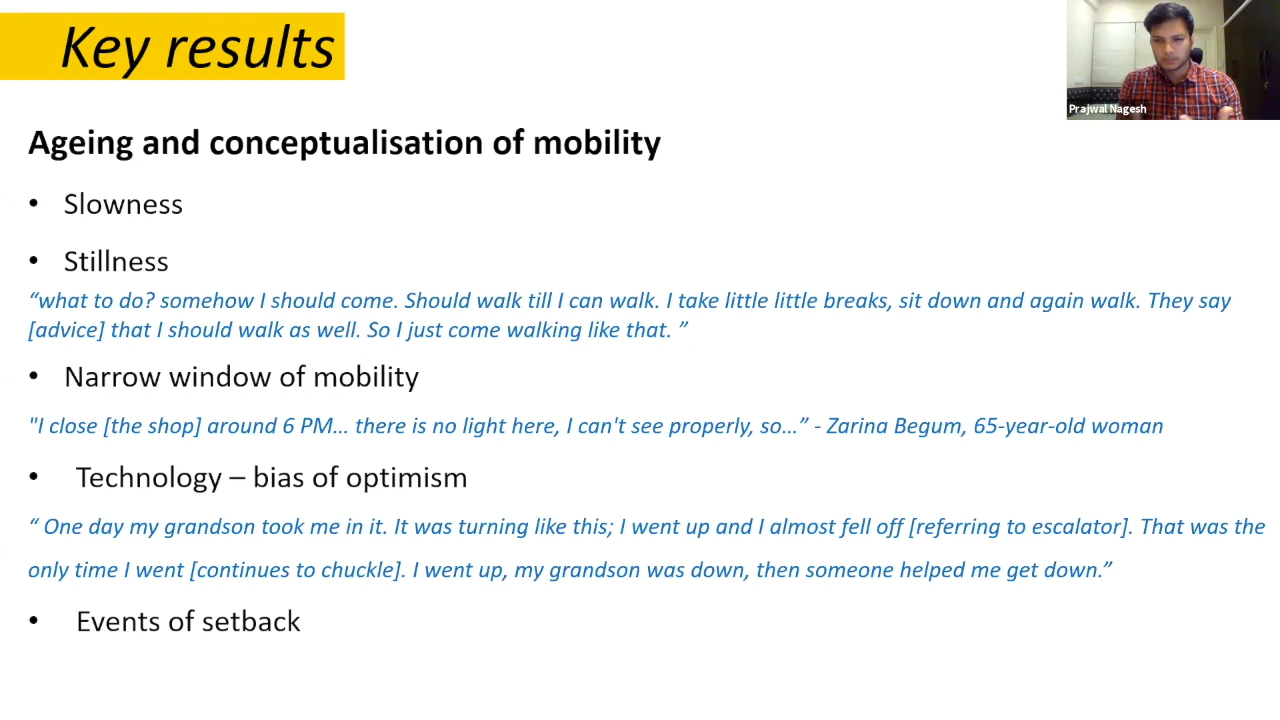 Key results
Prajwal Nagesh
Ageing and conceptualisation of mobility
• Slowness
• Stillness
“what to do? somehow I should come. Should walk till I can walk. I take little little breaks, sit down and again walk. They say
[advice] that I should walk as well. So I just come walking like that. ”
• Narrow window of mobility
"I close [the shop] around 6 PM… there is no light here, I can't see properly, so…” - Zarina Begum, 65-year-old woman
• Technology – bias of optimism
“ One day my grandson took me in it. It was turning like this; I went up and I almost fell off [referring to escalator]. That was the
only time I went [continues to chuckle]. I went up, my grandson was down, then someone helped me get down.”
• Events of setback